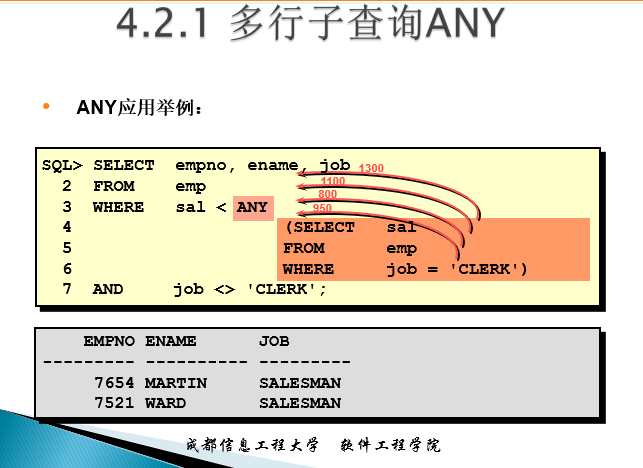 4.2.1 多行子查询ANY
• ANY应用举例：
SQL> SELECT empno, ename, job 1300
2 FROM emp 1100
800
3 WHERE sal < ANY 950
4 (SELECT sal
5 FROM emp
6 WHERE job = 'CLERK')
7 AND job <> 'CLERK';
EMPNO ENAME JOB
--------- ---------- ---------
7654 MARTIN SALESMAN
7521 WARD SALESMAN
成都信息工程大学 软件工程学院